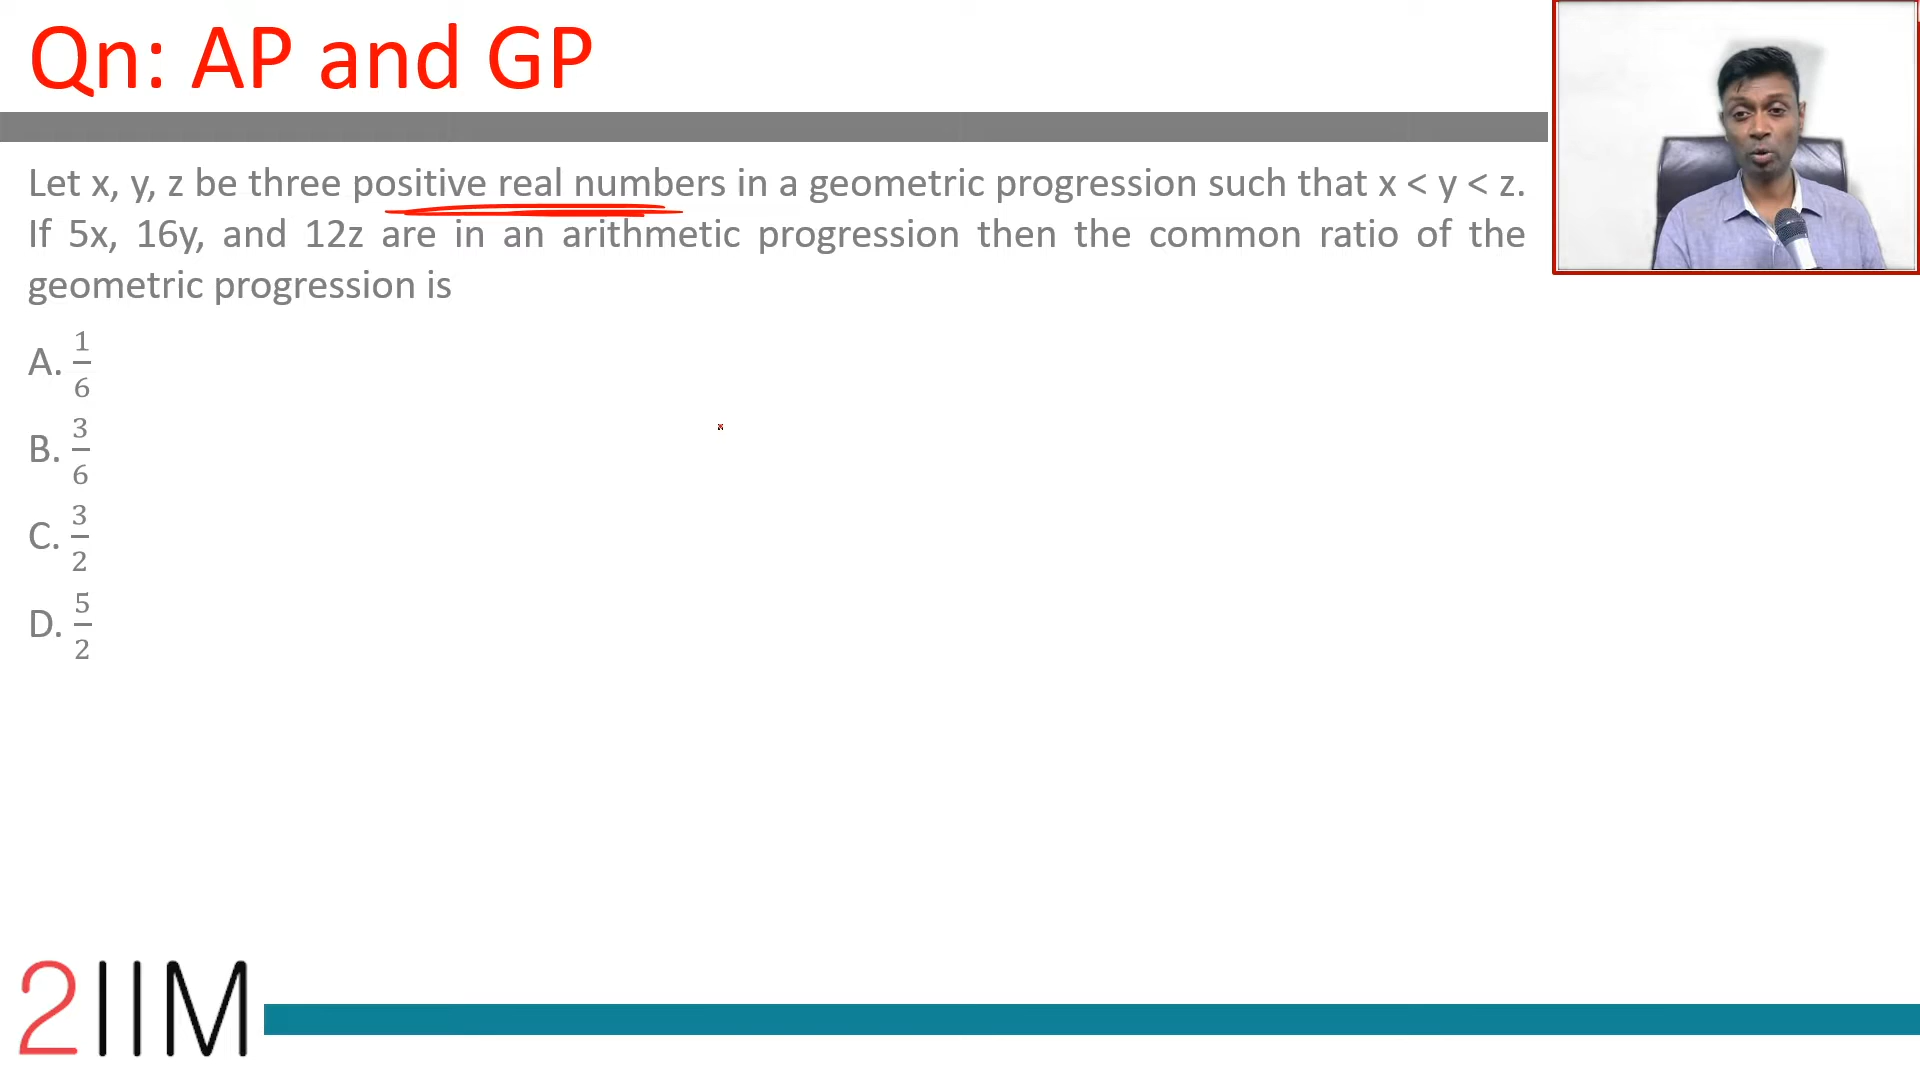 Qn: AP and GP
Let x, y, z be three positive real numbers in a geometric progression such that x < y < z.
If 5x, 16y, and 12z are in an arithmetic progression then the common ratio of the
geometric progression is
A. 1/6
B. 3/6
C. 3/2
D. 5/2
2IIM